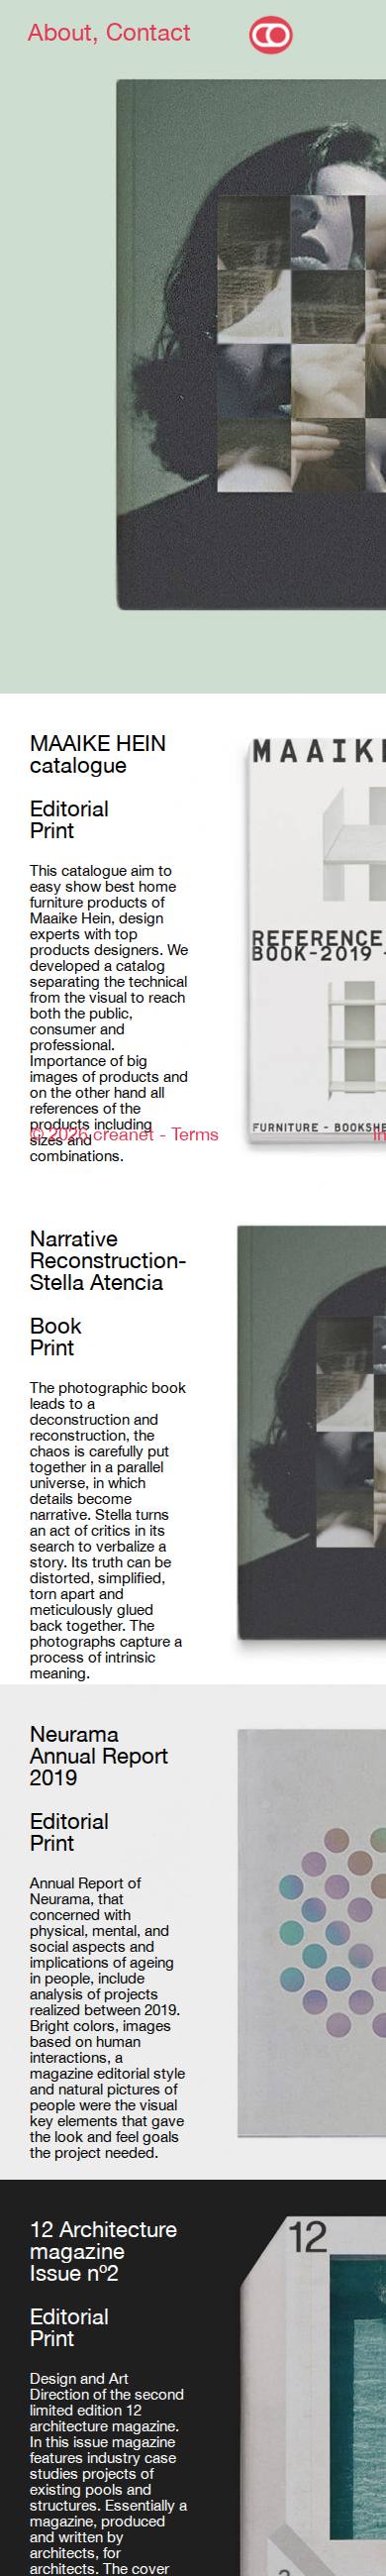 About, Contact
MAAIKE HEIN
catalogue
Editorial
Print
This catalogue aim to
easy show best home
furniture products of
Maaike Hein, design
experts with top
products designers. We
developed a catalog
separating the technical
from the visual to reach
both the public,
consumer and
professional.
Importance of big
images of products and
on the other hand all
references of the
products including
sizes and
combinations.
MAAIK
REFERENCE
BOOK-2019 -
FURNITURE - BOOKSHE
© 2026 creanet - Terms
in
Narrative
Reconstruction-
Stella Atencia
Book
Print
The photographic book
leads to a
deconstruction and
reconstruction, the
chaos is carefully put
together in a parallel
universe, in which
details become
narrative. Stella turns
an act of critics in its
search to verbalize a
story. Its truth can be
distorted, simplified,
torn apart and
meticulously glued
back together. The
photographs capture a
process of intrinsic
meaning.
Neurama
Annual Report
2019
Editorial
Print
Annual Report of
Neurama, that
concerned with
physical, mental, and
social aspects and
implications of ageing
in people, include
analysis of projects
realized between 2019.
Bright colors, images
based on human
interactions, a
magazine editorial style
and natural pictures of
people were the visual
key elements that gave
the look and feel goals
the project needed.
12 Architecture
magazine
Issue nº2
Editorial
Print
Design and Art
Direction of the second
limited edition 12
architecture magazine.
In this issue magazine
features industry case
studies projects of
existing pools and
structures. Essentially a
magazine, produced
and written by
architects, for
architects. The cover
12